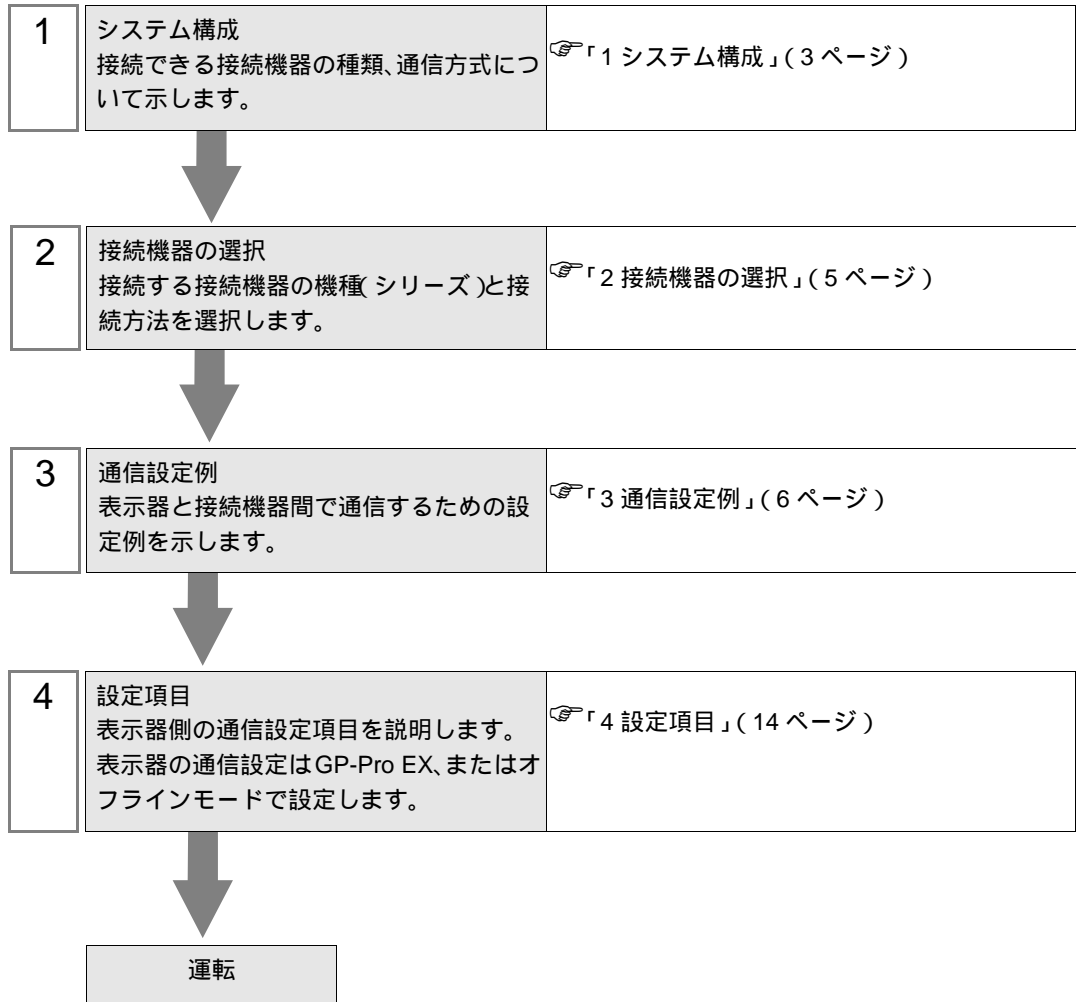 1
システム構成
接続できる接続機器の種類、通信方式につ
いて示します。
☞「1 システム構成」( 3 ページ )
2
接続機器の選択
接続する接続機器の機種( シリーズ )と接
続方法を選択します。
☞「2 接続機器の選択」( 5 ページ )
3
通信設定例
表示器と接続機器間で通信するための設
定例を示します。
☞「3 通信設定例」( 6 ページ )
4
設定項目
表示器側の通信設定項目を説明します。
表示器の通信設定は GP-Pro EX、またはオ
フラインモードで設定します。
☞「4 設定項目」( 14 ページ )
運転